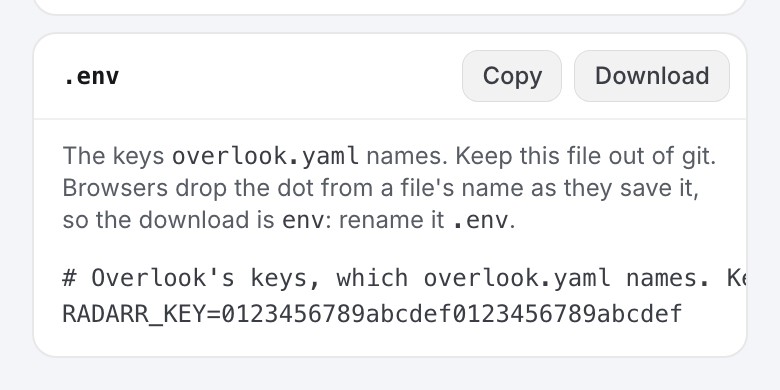 .env
Copy
Download
The keys overlook.yaml names. Keep this file out of git.
Browsers drop the dot from a file's name as they save it,
so the download is env: rename it .env.
# Overlook's keys, which overlook.yaml names.
RADARR_KEY=0123456789abcdef0123456789abcdef